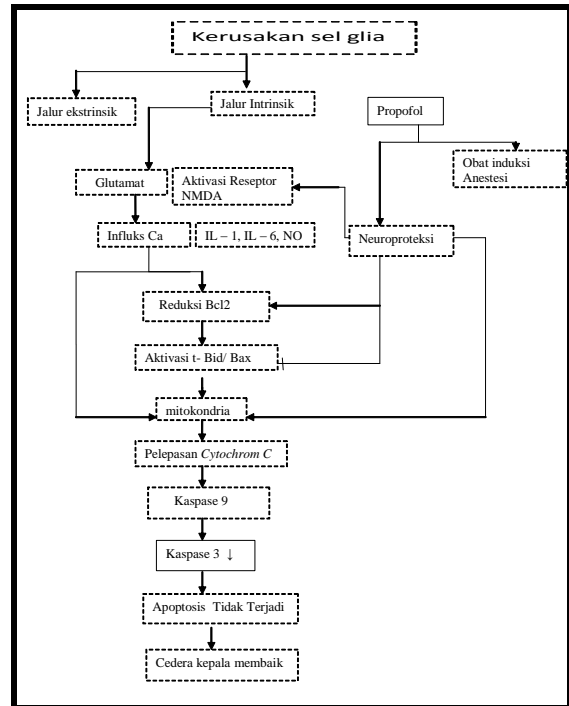 Kerusakan sel glia
Jalur ekstrinsik
Jalur Intrinsik
Propofol
Obat induksi
Anestesi
Glutamat
Aktivasi Reseptor
NMDA
Influks Ca
IL – 1, IL – 6, NO
Neuroproteksi
Reduksi Bcl2
Aktivasi t- Bid/ Bax
mitokondria
Pelepasan Cytochrom C
Kaspase 9
Kaspase 3 ↓
Apoptosis Tidak Terjadi
Cedera kepala membaik